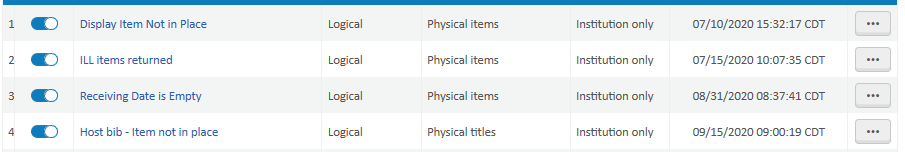 1 Display Item Not in Place Logical Physical items Institution only 07/10/2020 15:32:17 CDT •••
2 ILL items returned Logical Physical items Institution only 07/15/2020 10:07:35 CDT •••
3 Receiving Date is Empty Logical Physical items Institution only 08/31/2020 08:37:41 CDT •••
4 Host bib - Item not in place Logical Physical titles Institution only 09/15/2020 09:00:19 CDT •••